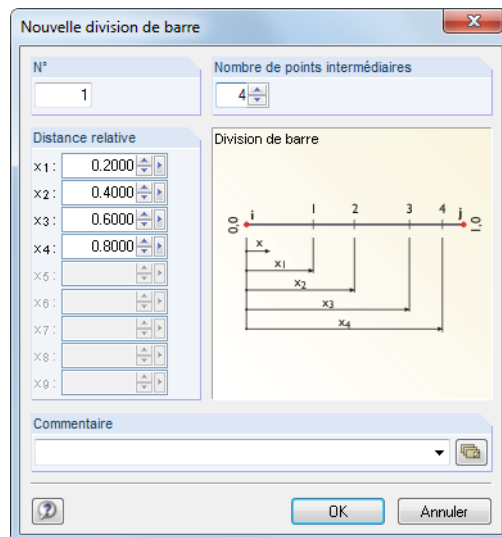 Nouvelle division de barre
N°
1
Nombre de points intermédiaires
4
Distance relative
x1: 0.2000
x2: 0.4000
x3: 0.6000
x4: 0.8000
x5:
x6:
x7:
x8:
x9:
Division de barre
0,0 i 1 2 3 4 j 1,0
x
x1
x2
x3
x4
Commentaire
OK
Annuler